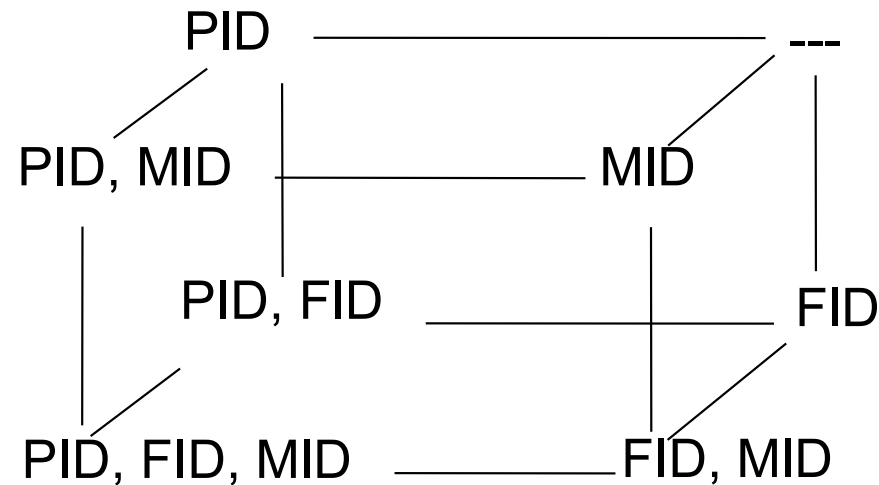 PID ---
PID, MID MID
PID, FID FID
PID, FID, MID FID, MID